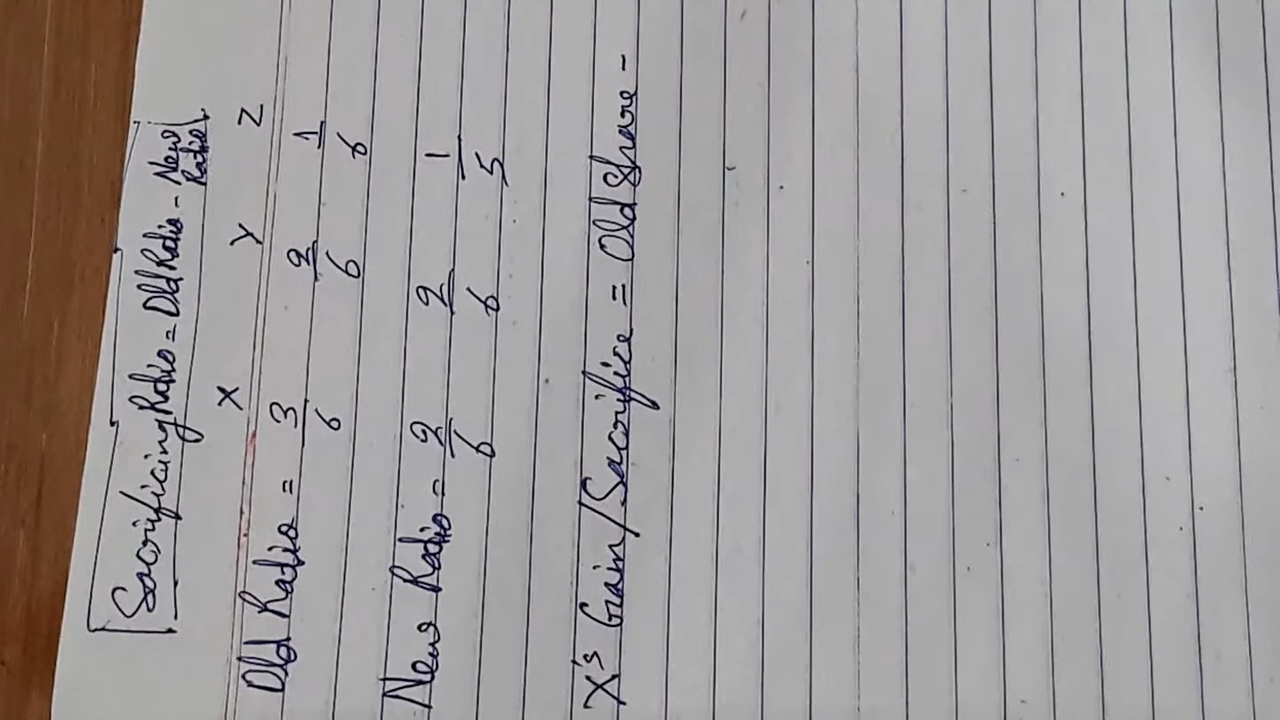 Sacrificing Ratio = Old Ratio - New Ratio
X Y Z
Old Ratio = 3/6 2/6 1/6
New Ratio = 2/6 2/6 1/5
X's Gain/Sacrifice = Old Share -